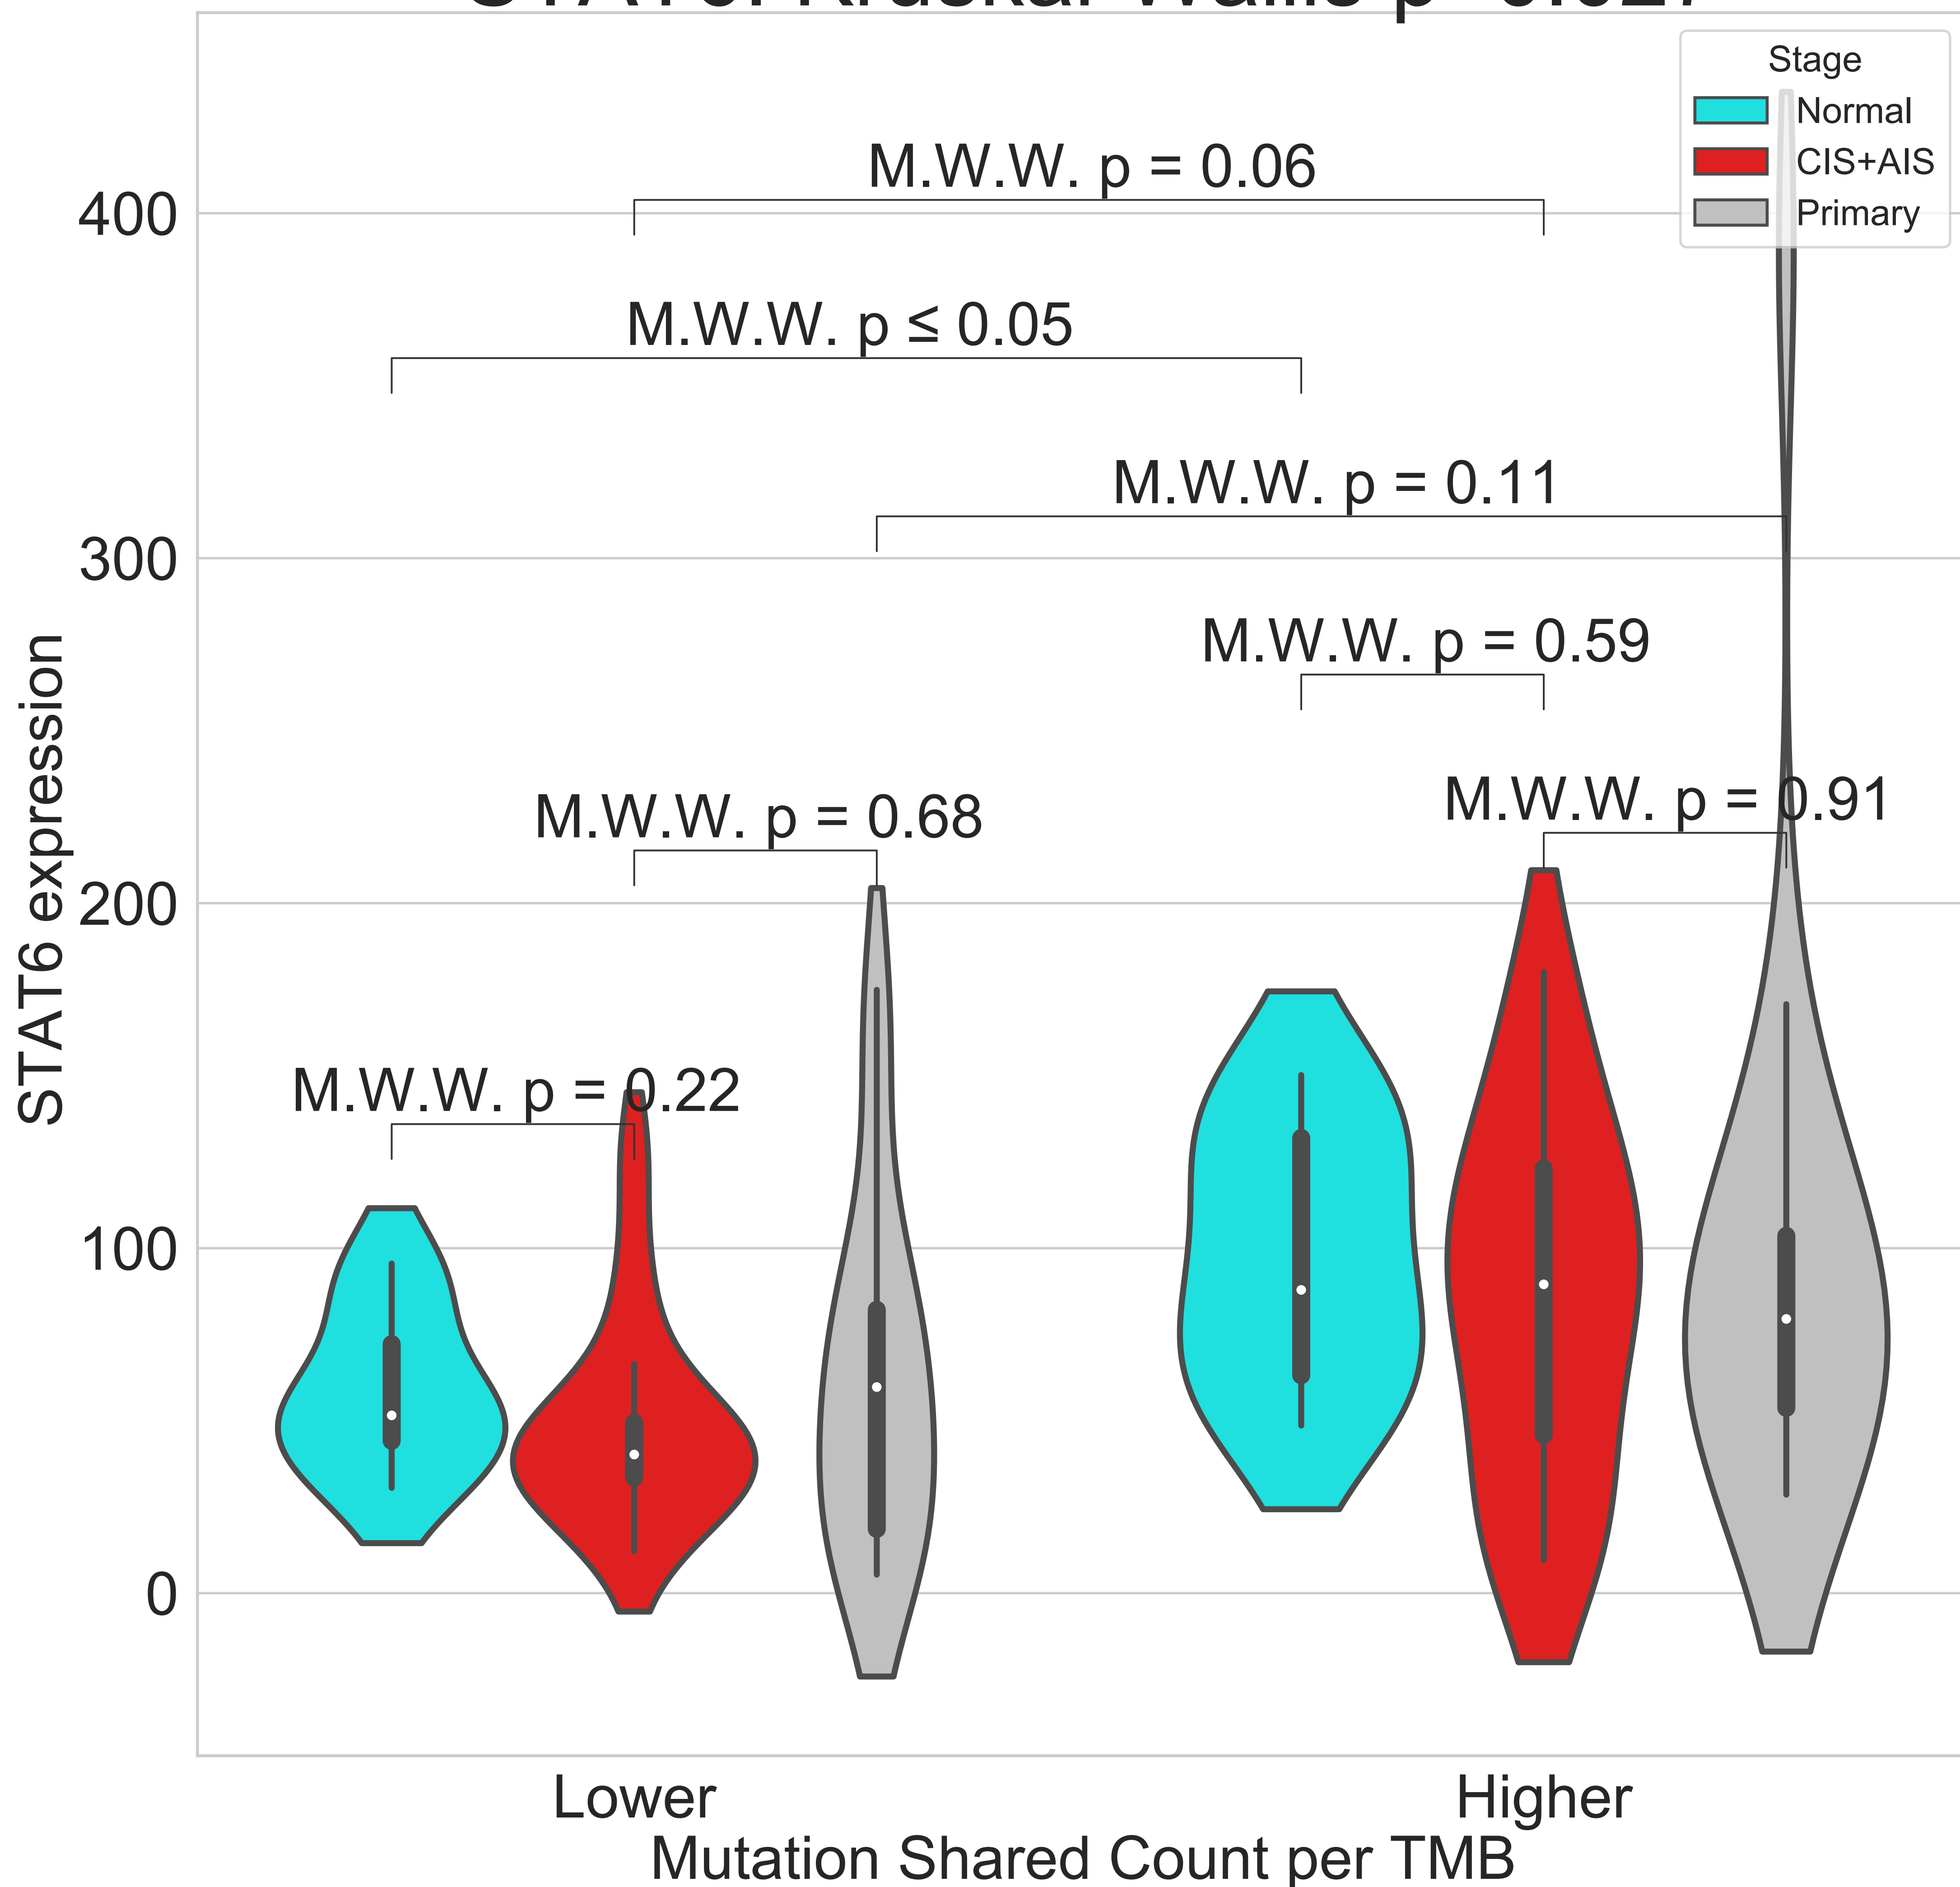 Stage
Normal
CIS+AIS
Primary
M.W.W. p = 0.06
M.W.W. p ≤ 0.05
M.W.W. p = 0.11
M.W.W. p = 0.59
M.W.W. p = 0.91
M.W.W. p = 0.68
M.W.W. p = 0.22
400
300
200
100
0
STAT6 expression
Lower
Higher
Mutation Shared Count per TMB